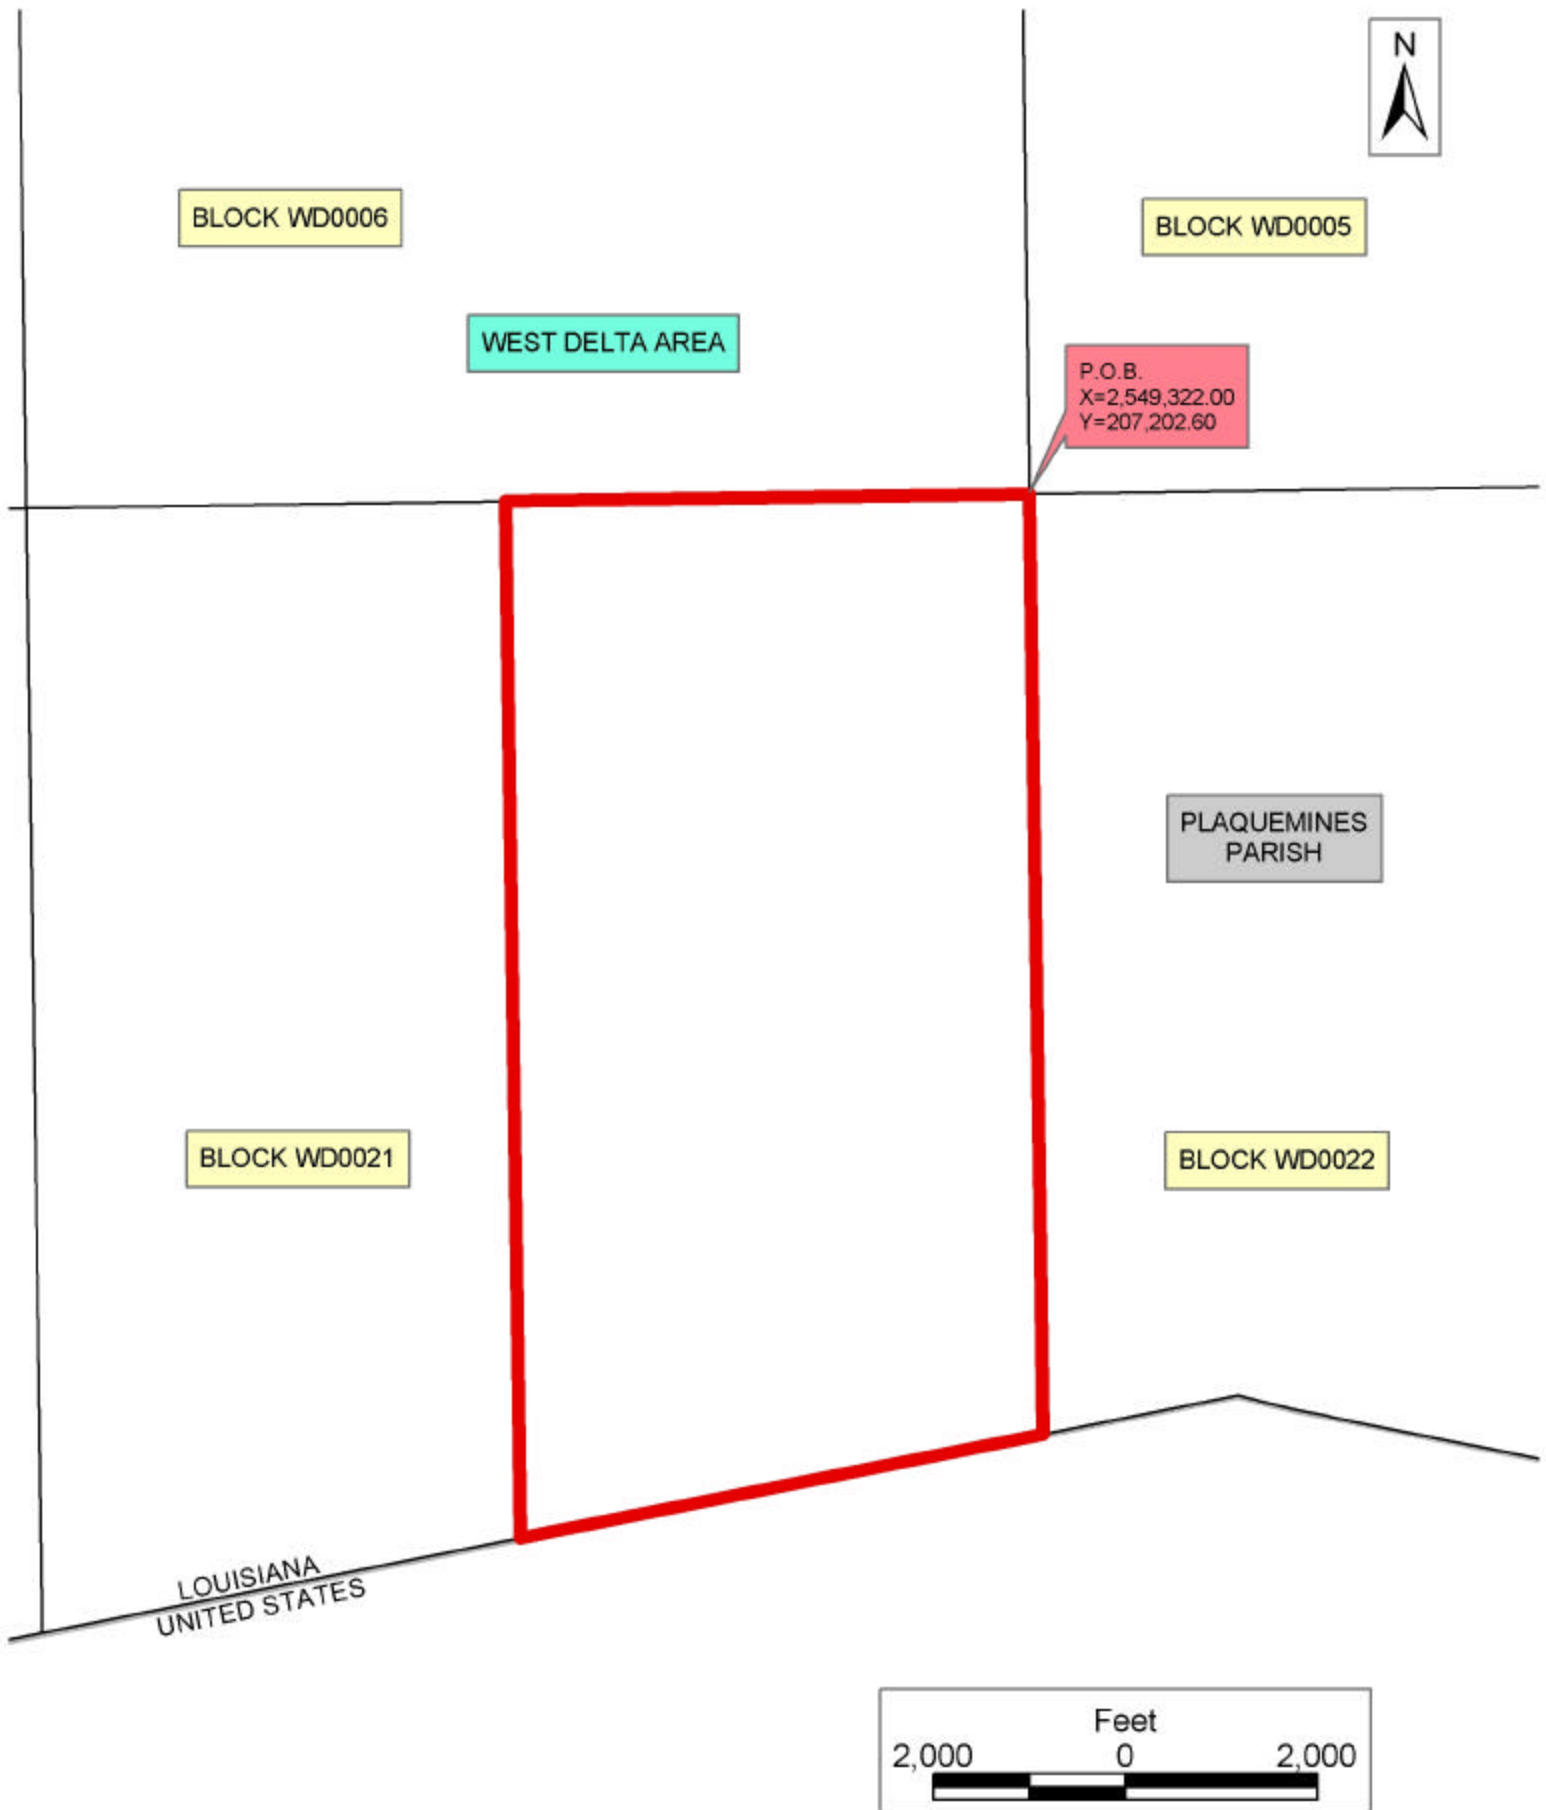 N
BLOCK WD0006
BLOCK WD0005
WEST DELTA AREA
P.O.B.
X=2,549,322.00
Y=207,202.60
PLAQUEMINES
PARISH
BLOCK WD0021
BLOCK WD0022
LOUISIANA
UNITED STATES
Feet
2,000 0 2,000